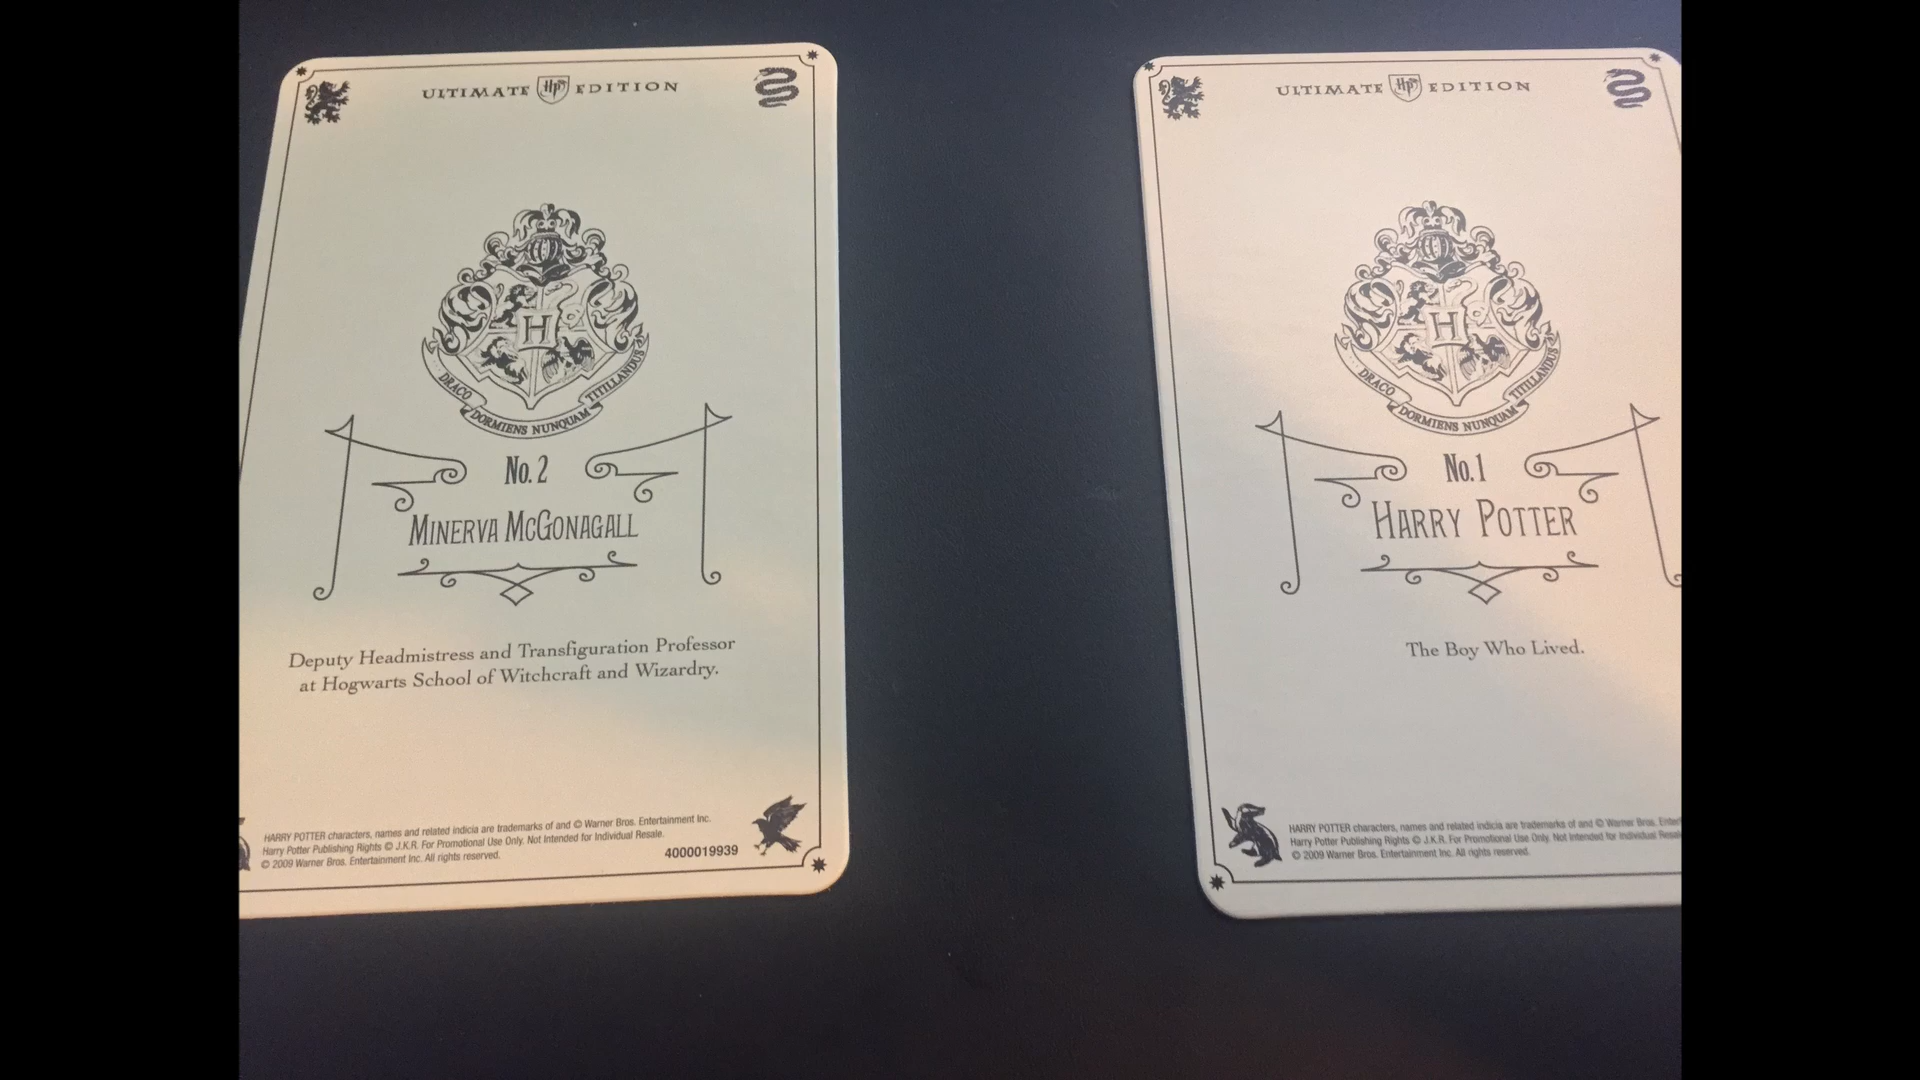 ULTIMATE HP EDITION
H
DRACO DORMIENS NUNQUAM TITILLANDUS
No. 2
MINERVA MCGONAGALL
Deputy Headmistress and Transfiguration Professor
at Hogwarts School of Witchcraft and Wizardry.
HARRY POTTER characters, names and related indicia are trademarks of and © Warner Bros. Entertainment Inc.
Harry Potter Publishing Rights © J.K.R. For Promotional Use Only. Not Intended for Individual Resale.
© 2009 Warner Bros. Entertainment Inc. All rights reserved.
4000019939
ULTIMATE HP EDITION
H
DRACO DORMIENS NUNQUAM TITILLANDUS
No. 1
HARRY POTTER
The Boy Who Lived.
HARRY POTTER characters, names and related indicia are trademarks of and © Warner Bros.
Harry Potter Publishing Rights © J.K.R. For Promotional Use Only. Not Intended for Individual
© 2009 Warner Bros. Entertainment Inc. All rights reserved.